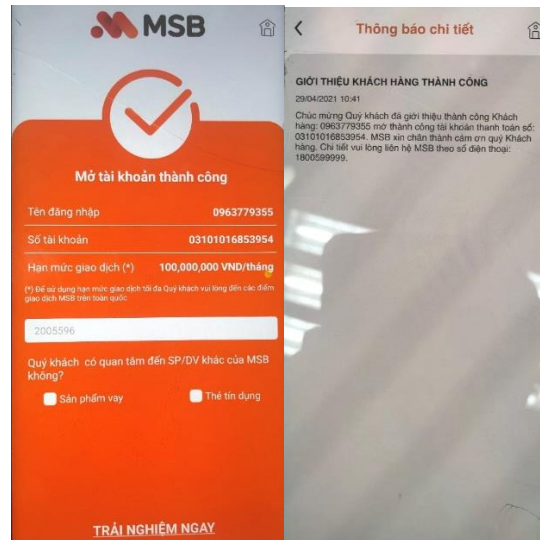 MSB
Mở tài khoản thành công
Tên đăng nhập 0963779355
Số tài khoản 03101016853954
Hạn mức giao dịch (*) 100,000,000 VND/tháng
(*) Để sử dụng hạn mức giao dịch tối đa Quý khách vui lòng đến các điểm
giao dịch MSB trên toàn quốc
2005596
Quý khách có quan tâm đến SP/DV khác của MSB
không?
Sản phẩm vay Thẻ tín dụng
TRẢI NGHIỆM NGAY
Thông báo chi tiết
GIỚI THIỆU KHÁCH HÀNG THÀNH CÔNG
29/04/2021 10:41
Chúc mừng Quý khách đã giới thiệu thành công Khách
hàng: 0963779355 mở thành công tài khoản thanh toán số:
03101016853954. MSB xin chân thành cảm ơn quý Khách
hàng. Chi tiết vui lòng liên hệ MSB theo số điện thoại:
1800599999.